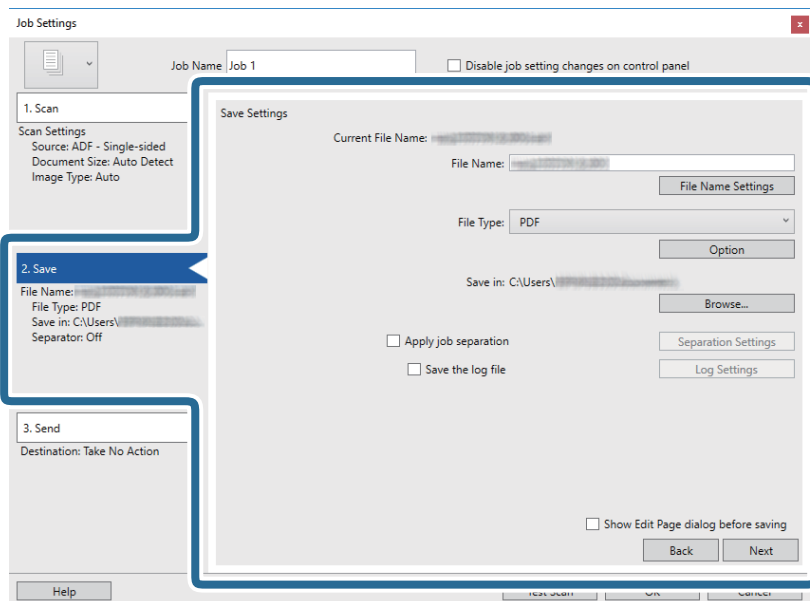 Job Settings
Job Name Job 1
Disable job setting changes on control panel
1. Scan
Scan Settings
Source: ADF - Single-sided
Document Size: Auto Detect
Image Type: Auto
2. Save
File Name:
File Type: PDF
Save in: C:\Users\
Separator: Off
3. Send
Destination: Take No Action
Save Settings
Current File Name:
File Name:
File Name Settings
File Type: PDF
Option
Save in: C:\Users\
Browse...
Apply job separation
Separation Settings
Save the log file
Log Settings
Show Edit Page dialog before saving
Back
Next
Help
Test Scan
OK
Cancel